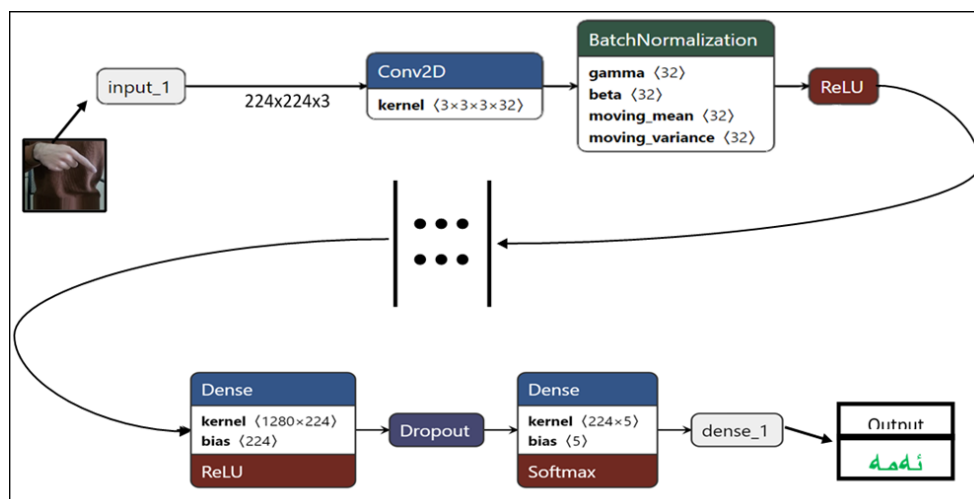 input_1
224x224x3
Conv2D
kernel ⟨3×3×3×32⟩
BatchNormalization
gamma ⟨32⟩
beta ⟨32⟩
moving_mean ⟨32⟩
moving_variance ⟨32⟩
ReLU
Dense
kernel ⟨1280×224⟩
bias ⟨224⟩
ReLU
Dropout
Dense
kernel ⟨224×5⟩
bias ⟨5⟩
Softmax
dense_1
Output
ئەمە